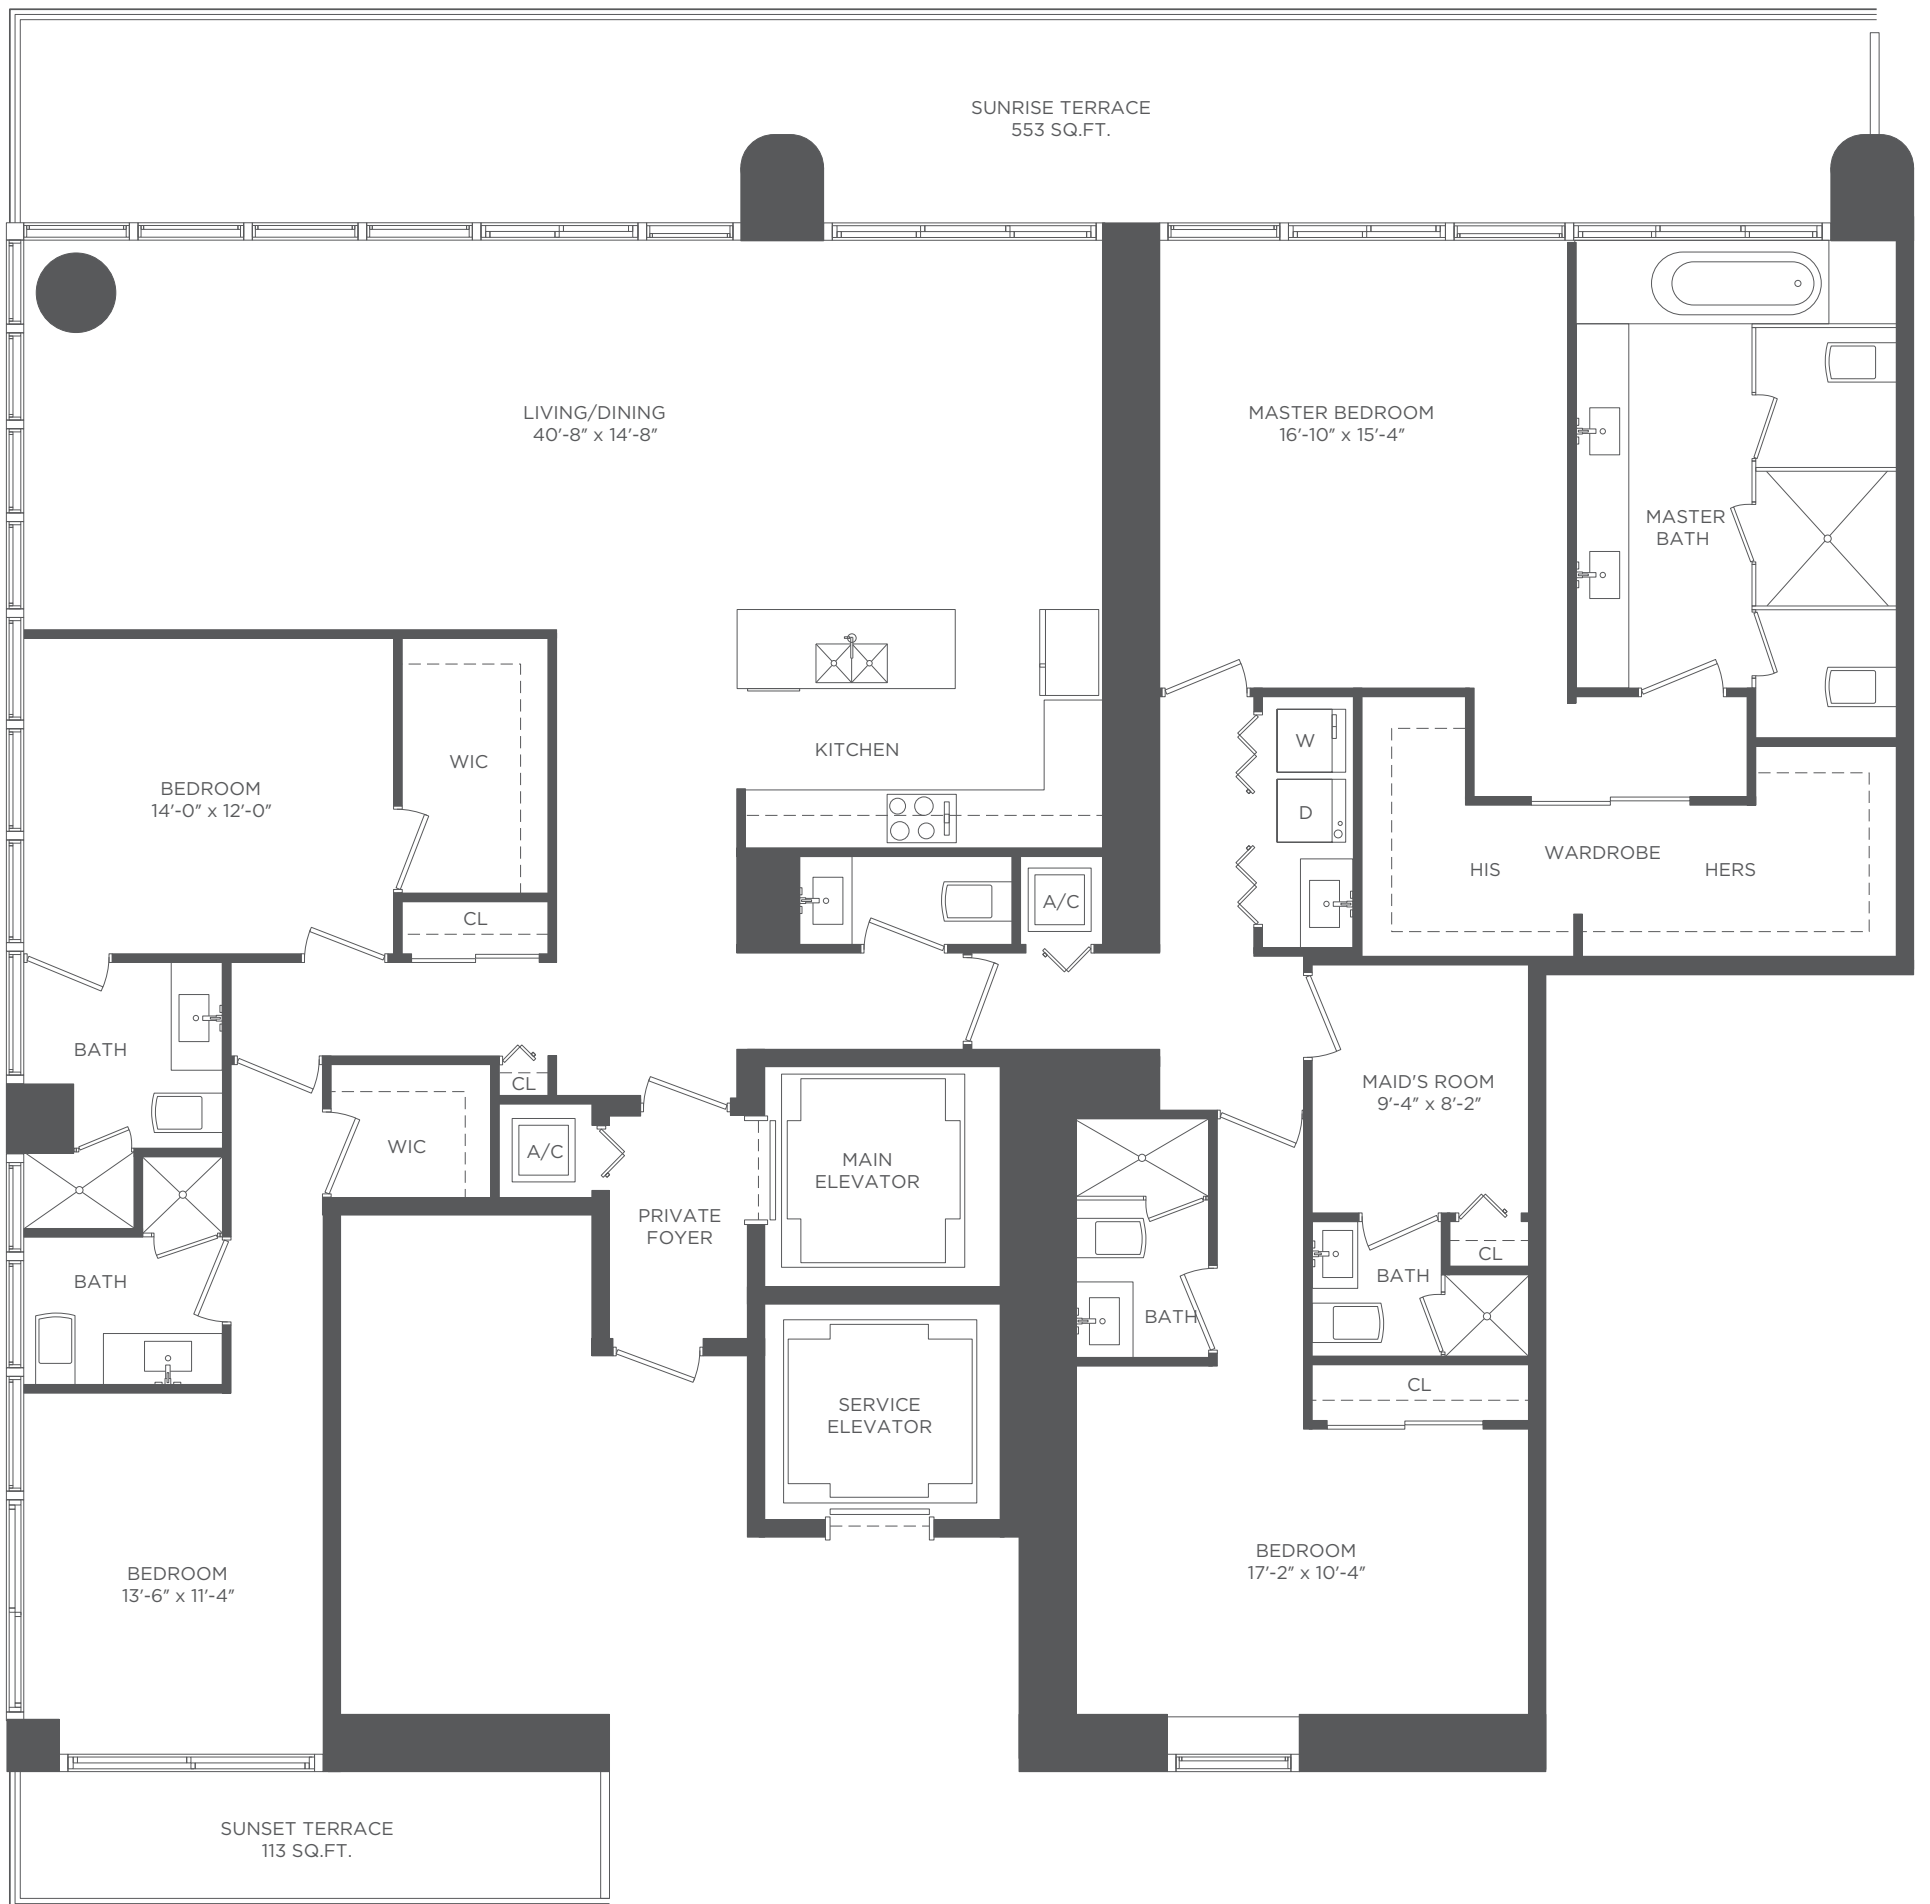 SUNRISE TERRACE
553 SQ.FT.
LIVING/DINING
40'-8" x 14'-8"
MASTER BEDROOM
16'-10" x 15'-4"
MASTER
BATH
KITCHEN
W
D
WIC
BEDROOM
14'-0" x 12'-0"
WARDROBE
HIS
HERS
CL
A/C
BATH
CL
MAID'S ROOM
9'-4" x 8'-2"
WIC
A/C
MAIN
ELEVATOR
PRIVATE
FOYER
CL
BATH
BATH
BATH
CL
SERVICE
ELEVATOR
BEDROOM
17'-2" x 10'-4"
BEDROOM
13'-6" x 11'-4"
SUNSET TERRACE
113 SQ.FT.